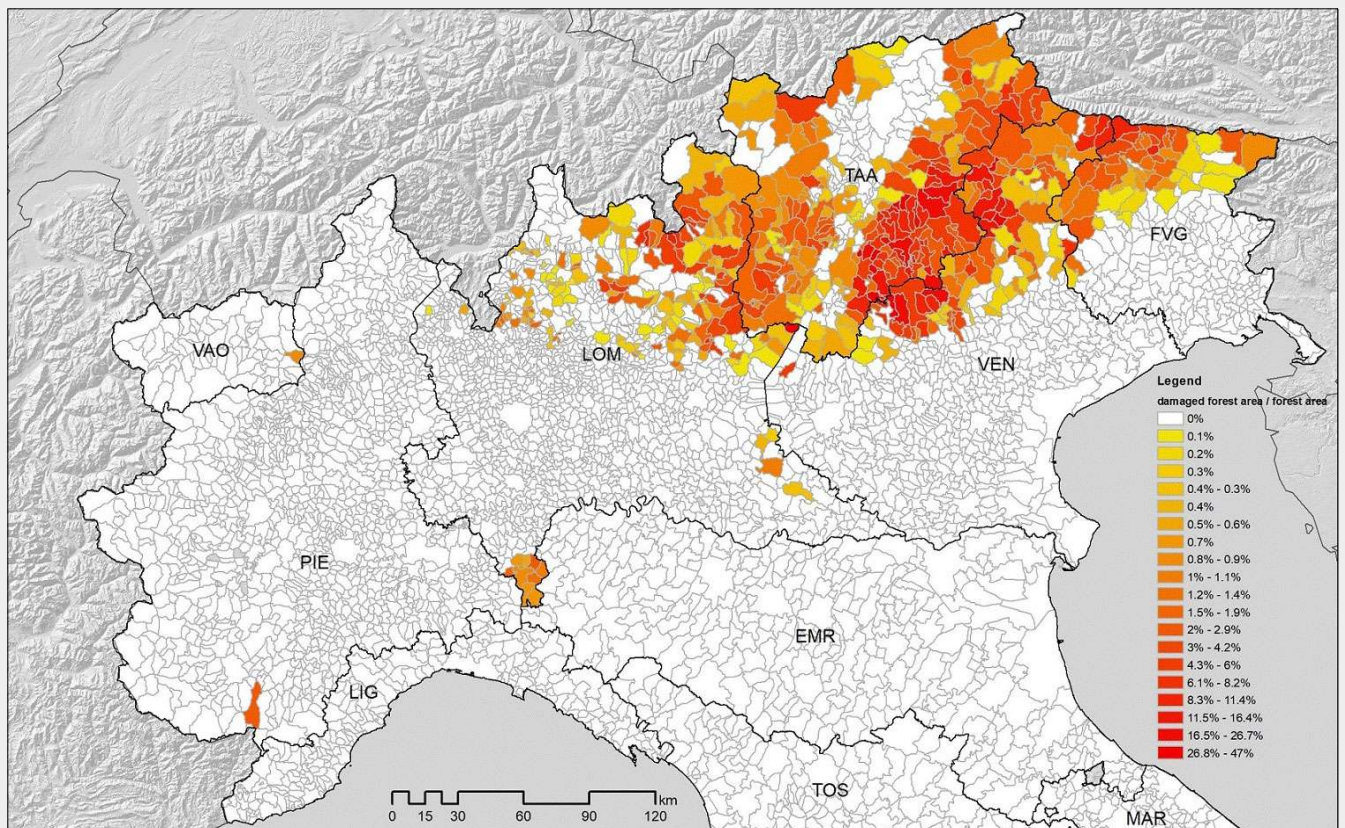 TAA
FVG
VAO
LOM
VEN
Legend
damaged forest area / forest area
0%
0.1%
0.2%
0.3%
0.4% - 0.3%
0.4%
0.5% - 0.6%
0.7%
0.8% - 0.9%
1% - 1.1%
1.2% - 1.4%
1.5% - 1.9%
2% - 2.9%
3% - 4.2%
4.3% - 6%
6.1% - 8.2%
8.3% - 11.4%
11.5% - 16.4%
16.5% - 26.7%
26.8% - 47%
PIE
EMR
LIG
TOS
MAR
km
0 15 30 60 90 120